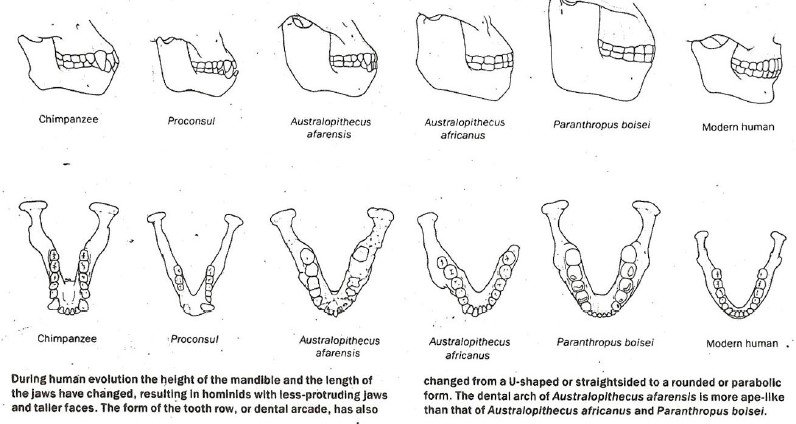 Chimpanzee
Proconsul
Australopithecus
afarensis
Australopithecus
africanus
Paranthropus boisei
Modern human
Chimpanzee
Proconsul
Australopithecus
afarensis
Australopithecus
africanus
Paranthropus boisei
Modern human
During human evolution the height of the mandible and the length of
the jaws have changed, resulting in hominids with less-protruding jaws
and taller faces. The form of the tooth row, or dental arcade, has also
changed from a U-shaped or straightsided to a rounded or parabolic
form. The dental arch of Australopithecus afarensis is more ape-like
than that of Australopithecus africanus and Paranthropus boisei.